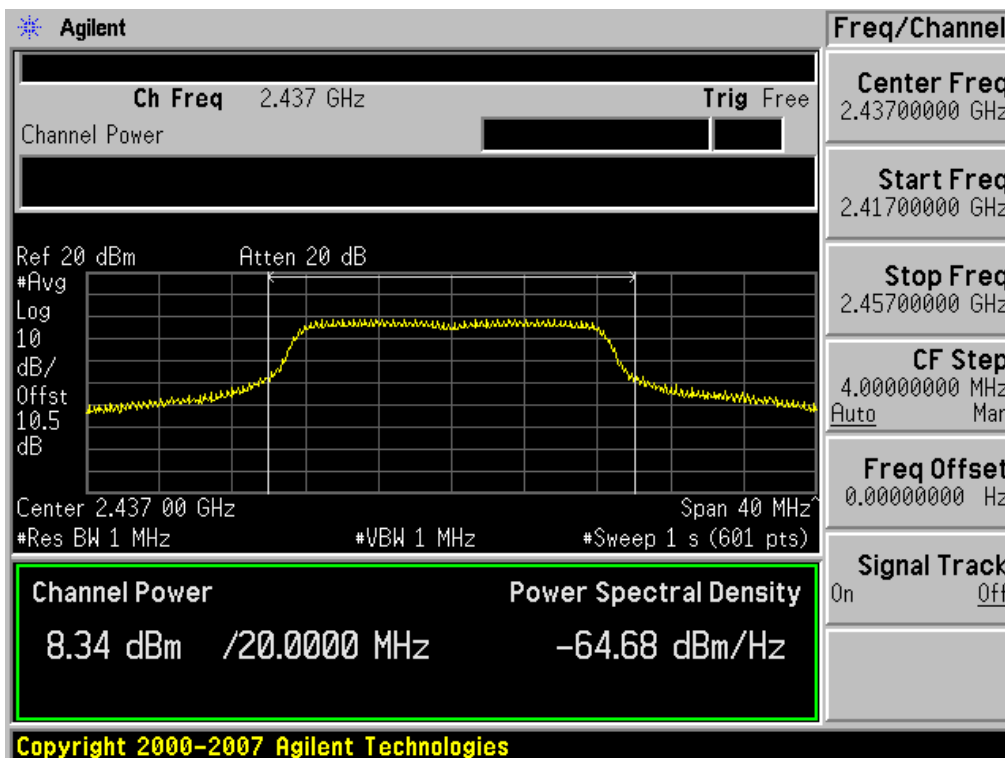 Agilent
Freq/Channel
Ch Freq 2.437 GHz Trig Free
Channel Power
Center Freq
2.43700000 GHz
Start Freq
2.41700000 GHz
Stop Freq
2.45700000 GHz
CF Step
4.00000000 MHz
Auto Man
Freq Offset
0.00000000 Hz
Signal Track
On Off
Ref 20 dBm Atten 20 dB
#Avg
Log
10
dB/
Offst
10.5
dB
Center 2.437 00 GHz Span 40 MHz^
#Res BW 1 MHz #VBW 1 MHz #Sweep 1 s (601 pts)
Channel Power Power Spectral Density
8.34 dBm /20.0000 MHz -64.68 dBm/Hz
Copyright 2000-2007 Agilent Technologies